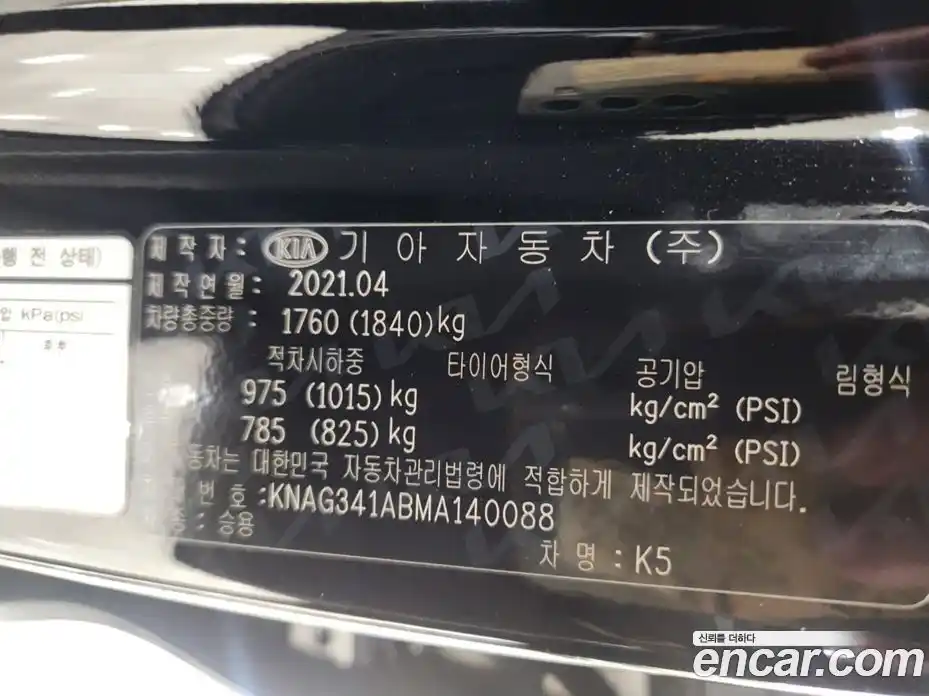 행 전 상태)
압 kPa(psi
제 작 자 : KIA 기 아 자 동 차 (주)
제작연월 : 2021.04
차량총중량 : 1760 (1840)kg
적차시하중 타이어형식 공기압 림형식
975 (1015)kg kg/cm² (PSI)
785 (825)kg kg/cm² (PSI)
자동차는 대한민국 자동차관리법령에 적합하게 제작되었습니다.
번 호 :KNAG341ABMA140088
종 : 승용
차 명 : K5
신뢰를 더하다
encar.com